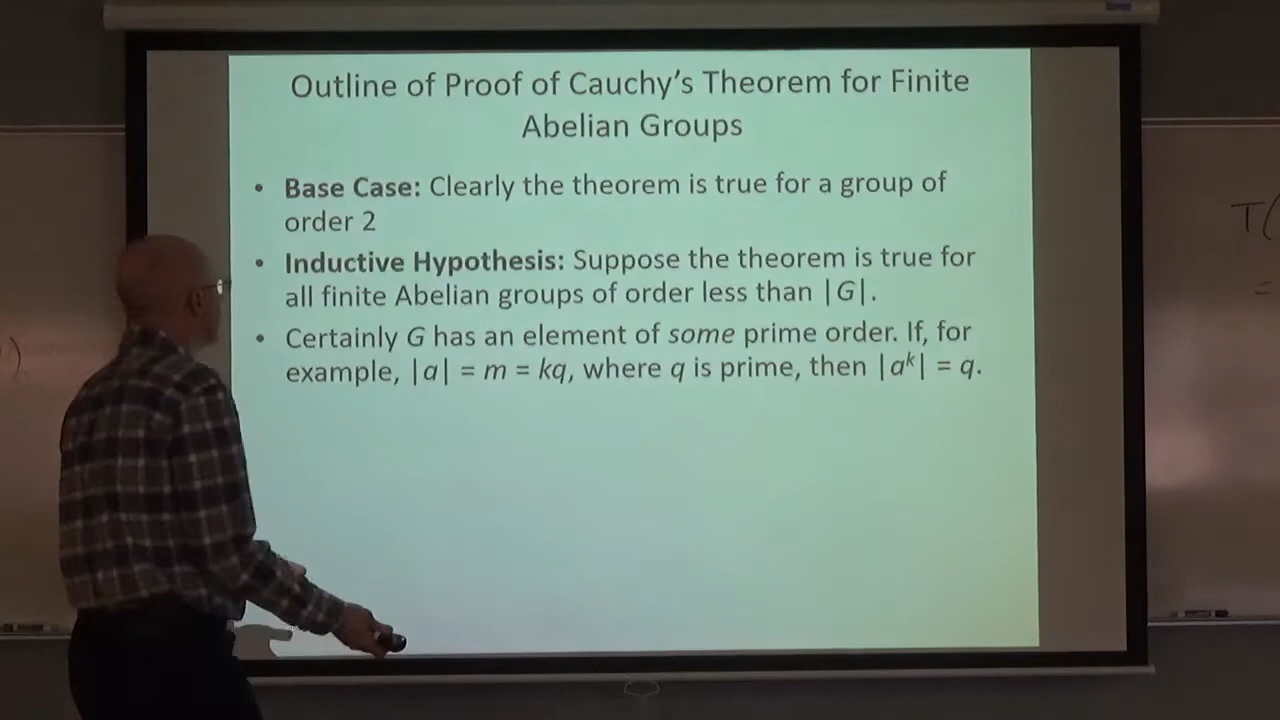 Outline of Proof of Cauchy's Theorem for Finite
Abelian Groups
• Base Case: Clearly the theorem is true for a group of
order 2
• Inductive Hypothesis: Suppose the theorem is true for
all finite Abelian groups of order less than |G|.
• Certainly G has an element of some prime order. If, for
example, |a| = m = kq, where q is prime, then |aᵏ| = q.
T(
=
)